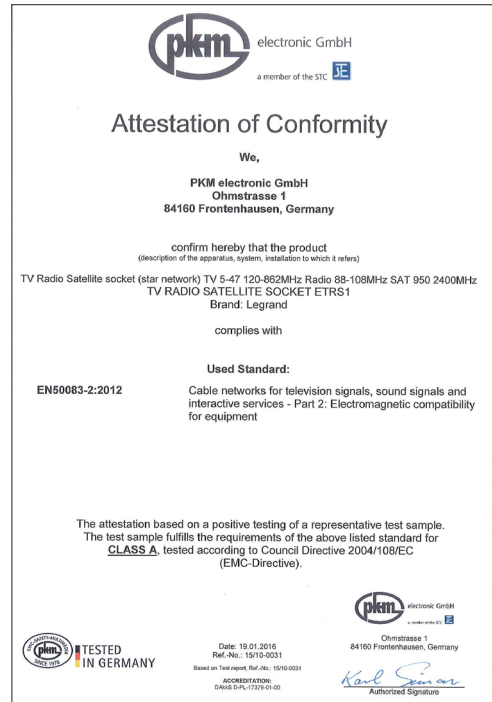 pkm electronic GmbH
a member of the STC
Attestation of Conformity
We,
PKM electronic GmbH
Ohmstrasse 1
84160 Frontenhausen, Germany
confirm hereby that the product
(description of the apparatus, system, installation to which it refers)
TV Radio Satellite socket (star network) TV 5-47 120-862MHz Radio 88-108MHz SAT 950 2400MHz
TV RADIO SATELLITE SOCKET ETRS1
Brand: Legrand
complies with
Used Standard:
EN50083-2:2012 Cable networks for television signals, sound signals and
interactive services - Part 2: Electromagnetic compatibility
for equipment
The attestation based on a positive testing of a representative test sample.
The test sample fulfills the requirements of the above listed standard for
CLASS A, tested according to Council Directive 2004/108/EC
(EMC-Directive).
EMC-SAFETY-MULTIMEDIA
pkm
SINCE 1978
TESTED
IN GERMANY
Date: 19.01.2016
Ref.-No.: 15/10-0031
Based on Test report, Ref.-No.: 15/10-0031
ACCREDITATION:
DAkkS D-PL-17379-01-00
pkm electronic GmbH
a member of the STC
Ohmstrasse 1
84160 Frontenhausen, Germany
Authorized Signature